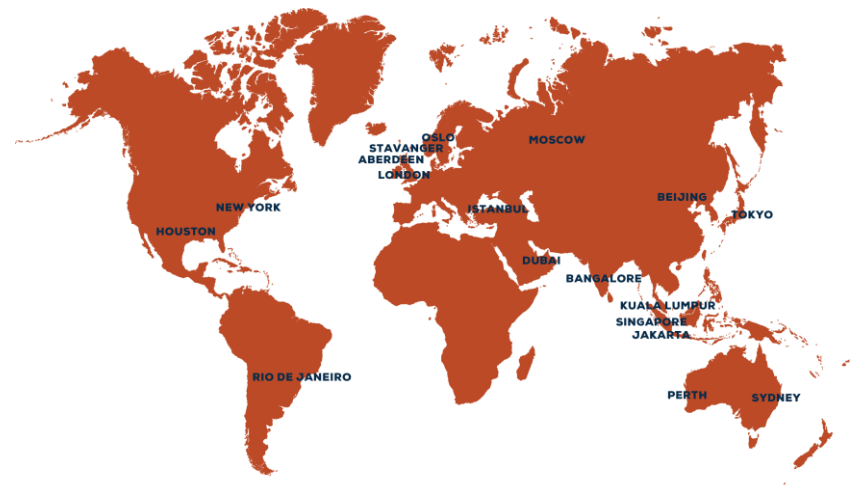 OSLO
MOSCOW
STAVANGER
ABERDEEN
LONDON
BEIJING
NEW YORK
ISTANBUL
TOKYO
HOUSTON
DUBAI
BANGALORE
KUALA LUMPUR
SINGAPORE
JAKARTA
RIO DE JANEIRO
PERTH
SYDNEY